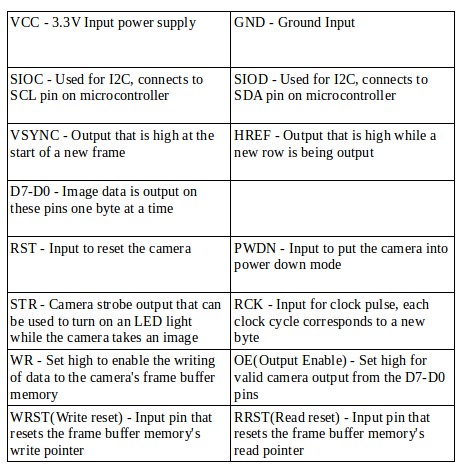 VCC - 3.3V Input power supply
GND - Ground Input
SIOC - Used for I2C, connects to
SCL pin on microcontroller
SIOD - Used for I2C, connects to
SDA pin on microcontroller
VSYNC - Output that is high at the
start of a new frame
HREF - Output that is high while a
new row is being output
D7-D0 - Image data is output on
these pins one byte at a time
RST - Input to reset the camera
PWDN - Input to put the camera into
power down mode
STR - Camera strobe output that can
be used to turn on an LED light
while the camera takes an image
RCK - Input for clock pulse, each
clock cycle corresponds to a new
byte
WR - Set high to enable the writing
of data to the camera's frame buffer
memory
OE(Output Enable) - Set high for
valid camera output from the D7-D0
pins
WRST(Write reset) - Input pin that
resets the frame buffer memory's
write pointer
RRST(Read reset) - Input pin that
resets the frame buffer memory's
read pointer